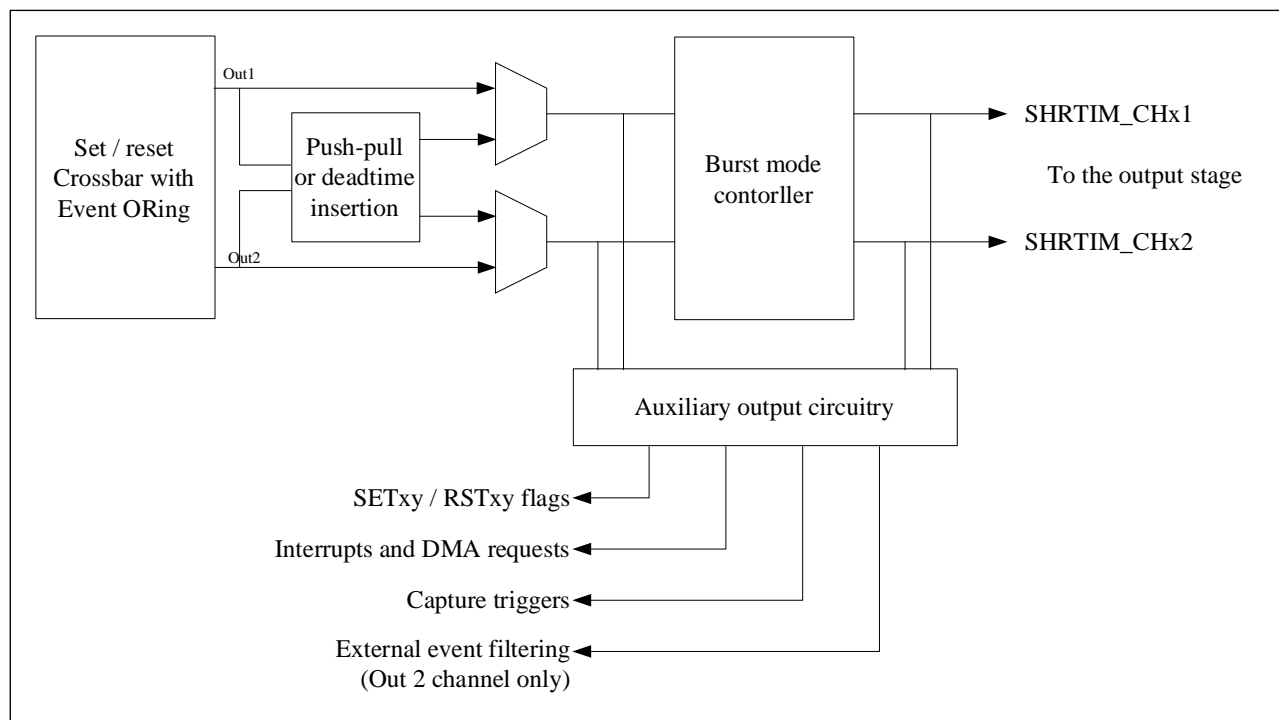 Set / reset
Crossbar with
Event ORing
Out1
Out2
Push-pull
or deadtime
insertion
Burst mode
contorller
SHRTIM_CHx1
To the output stage
SHRTIM_CHx2
Auxiliary output circuitry
SETxy / RSTxy flags
Interrupts and DMA requests
Capture triggers
External event filtering
(Out 2 channel only)